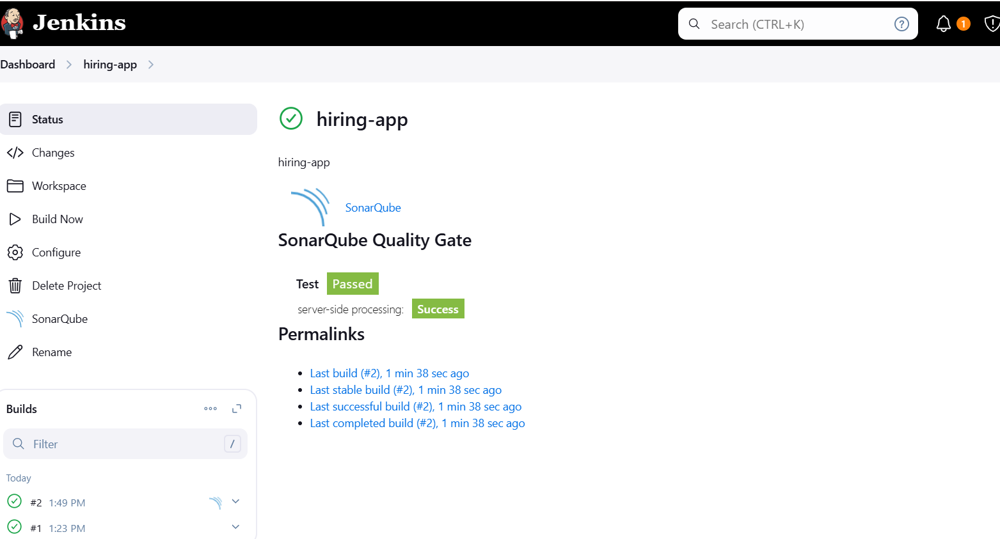 Jenkins
Search (CTRL+K)
?
1
Dashboard
hiring-app
Status
Changes
Workspace
Build Now
Configure
Delete Project
SonarQube
Rename
Builds
Filter
/
Today
#2 1:49 PM
#1 1:23 PM
hiring-app
hiring-app
SonarQube
SonarQube Quality Gate
Test Passed
server-side processing: Success
Permalinks
Last build (#2), 1 min 38 sec ago
Last stable build (#2), 1 min 38 sec ago
Last successful build (#2), 1 min 38 sec ago
Last completed build (#2), 1 min 38 sec ago